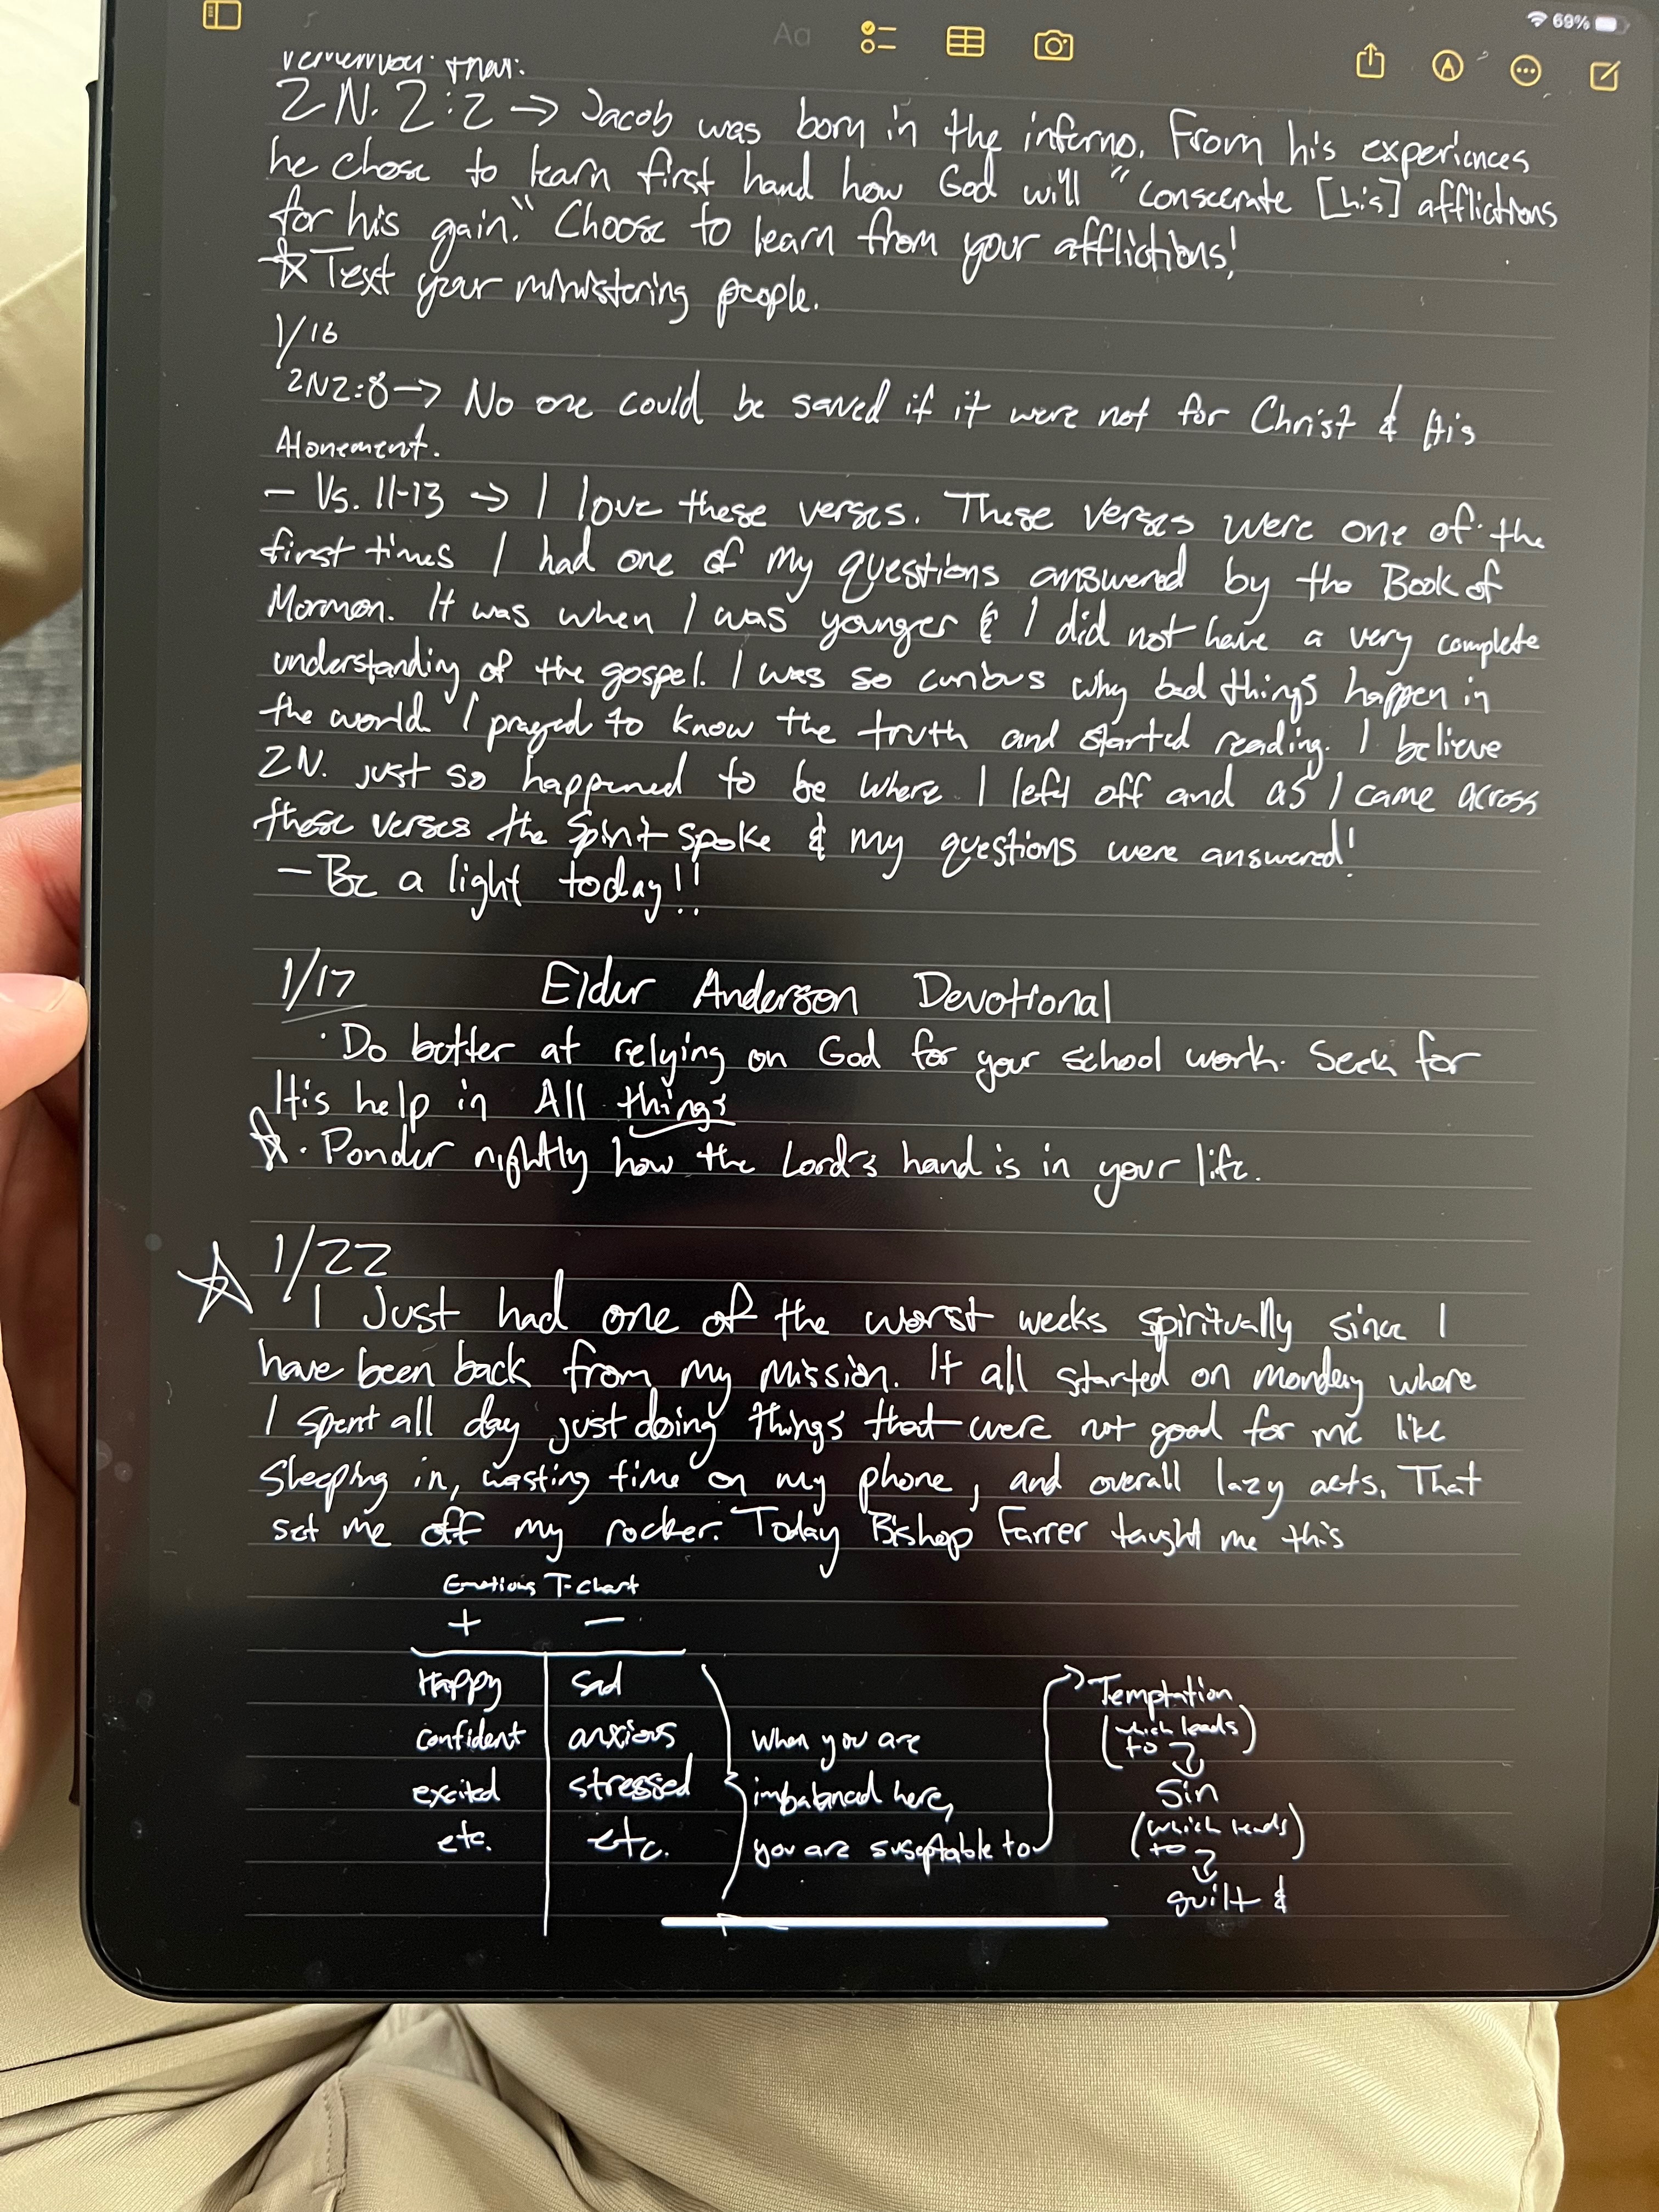 69%
Aa
remember that:
2 N. 2:2 → Jacob was born in the inferno. From his experiences
he chose to learn first hand how God will "consecrate [his] afflictions
for his gain." Choose to learn from your afflictions!
☆ Text your ministering people.
1/16
2N2:8 → No one could be saved if it were not for Christ & His
Atonement.
- Vs. 11-13 → I love these verses. These verses were one of the
first times I had one of my questions answered by the Book of
Mormon. It was when I was younger & I did not have a very complete
understanding of the gospel. I was so curious why bad things happen in
the world. I prayed to know the truth and started reading. I believe
2N. just so happened to be where I left off and as I came across
these verses the Spirit spoke & my questions were answered!
- Be a light today!!
1/17 Elder Anderson Devotional
· Do better at relying on God for your school work. Seek for
His help in All things
☆ · Ponder nightly how the Lord's hand is in your life.
☆ 1/22
I Just had one of the worst weeks spiritually since I
have been back from my mission. It all started on monday where
I spent all day just doing things that were not good for me like
sleeping in, wasting time on my phone, and overall lazy acts. That
set me off my rocker. Today Bishop Farrer taught me this
Emotions T-chart
+ −
Happy sad
confident anxious
excited stressed
etc. etc.
When you are
imbalanced here,
you are suseptable to
→ Temptation
(which leads
to ↓)
Sin
(which leads
to ↓)
guilt &